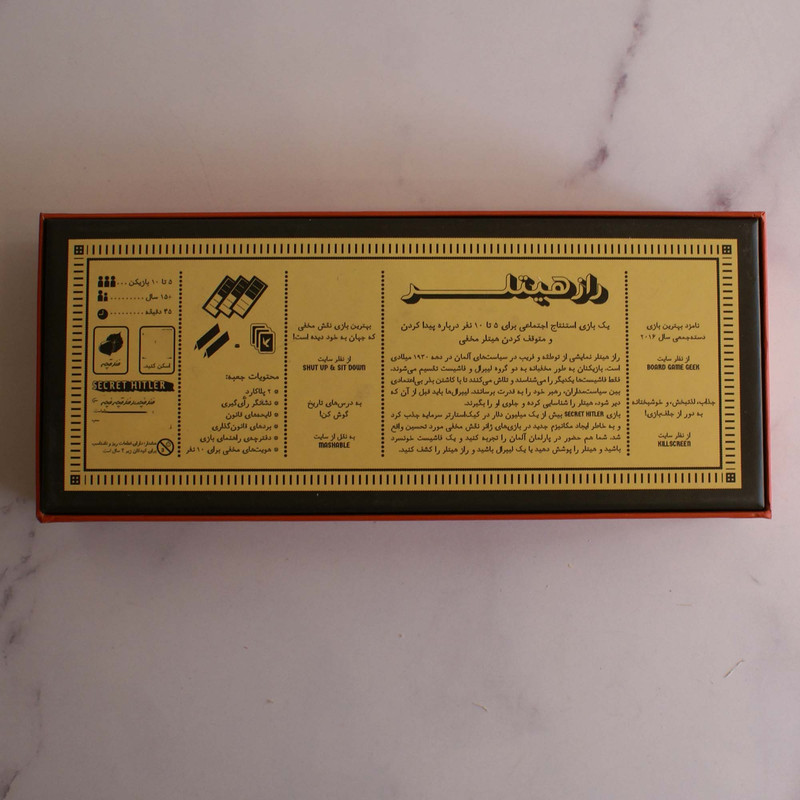 نامزد بهترین بازی
دسته‌جمعی سال ۲۰۱۶
از نظر سایت
BOARD GAME GEEK
جذاب، لذتبخش، و خوشبختانه
به دور از جلف‌بازی!
از نظر سایت
KILLSCREEN
راز هیتلر
یک بازی استنتاج اجتماعی برای ۵ تا ۱۰ نفر درباره پیدا کردن
و متوقف کردن هیتلر مخفی
راز هیتلر نمایشی از توطئه و فریب در سیاست‌های آلمان در دهه ۱۹۳۰ میلادی
است. بازیکنان به طور مخفیانه به دو گروه لیبرال و فاشیست تقسیم می‌شوند.
فقط فاشیست‌ها یکدیگر را می‌شناسند و تلاش می‌کنند تا با کاشتن بذر بی‌اعتمادی
بین سیاست‌مداران، رهبر خود را به قدرت برسانند. لیبرال‌ها باید قبل از آن که
دیر شود، هیتلر را شناسایی کرده و جلوی او را بگیرند.
بازی SECRET HITLER بیش از یک میلیون دلار در کیک‌استارتر سرمایه جذب کرد
و به خاطر ایجاد مکانیزم جدید در بازی‌های ژانر نقش مخفی مورد تحسین واقع
شد. شما هم حضور در پارلمان آلمان را تجربه کنید و یک فاشیست خونسرد
باشید و هیتلر را پوشش دهید یا یک لیبرال باشید و راز هیتلر را کشف کنید.
بهترین بازی نقش مخفی
که جهان به خود دیده است!
از نظر سایت
SHUT UP & SIT DOWN
به درس‌های تاریخ
گوش کن!
به نقل از سایت
MASHABLE
محتویات جعبه:
* ۲ پلاکارد
* نشانگر رأی‌گیری
* لایحه‌های قانون
* بردهای قانون‌گذاری
* دفترچه‌ی راهنمای بازی
* هویت‌های مخفی برای ۱۰ نفر
۵ تا ۱۰ بازیکن
۱۵+ سال
۴۵ دقیقه
اسکن کنید.
SECRET HITLER